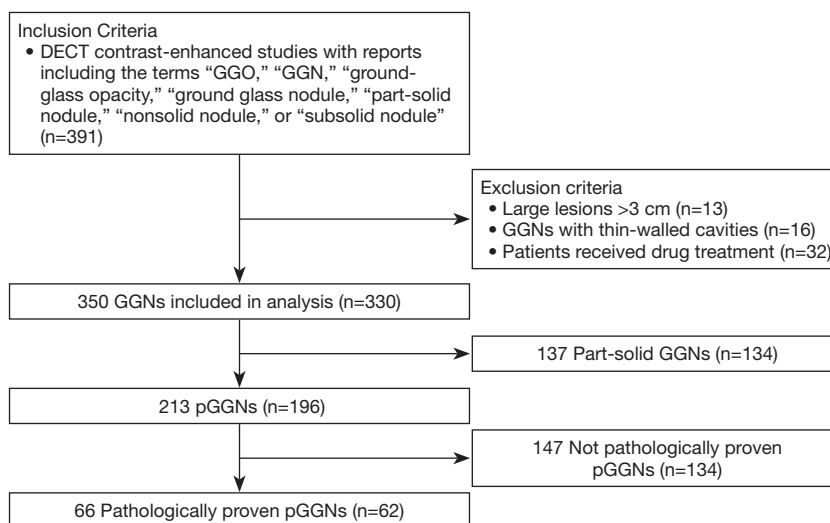 Inclusion Criteria
• DECT contrast-enhanced studies with reports
including the terms “GGO,” “GGN,” “ground-
glass opacity,” “ground glass nodule,” “part-solid
nodule,” “nonsolid nodule,” or “subsolid nodule”
(n=391)
Exclusion criteria
• Large lesions >3 cm (n=13)
• GGNs with thin-walled cavities (n=16)
• Patients received drug treatment (n=32)
350 GGNs included in analysis (n=330)
137 Part-solid GGNs (n=134)
213 pGGNs (n=196)
147 Not pathologically proven
pGGNs (n=134)
66 Pathologically proven pGGNs (n=62)